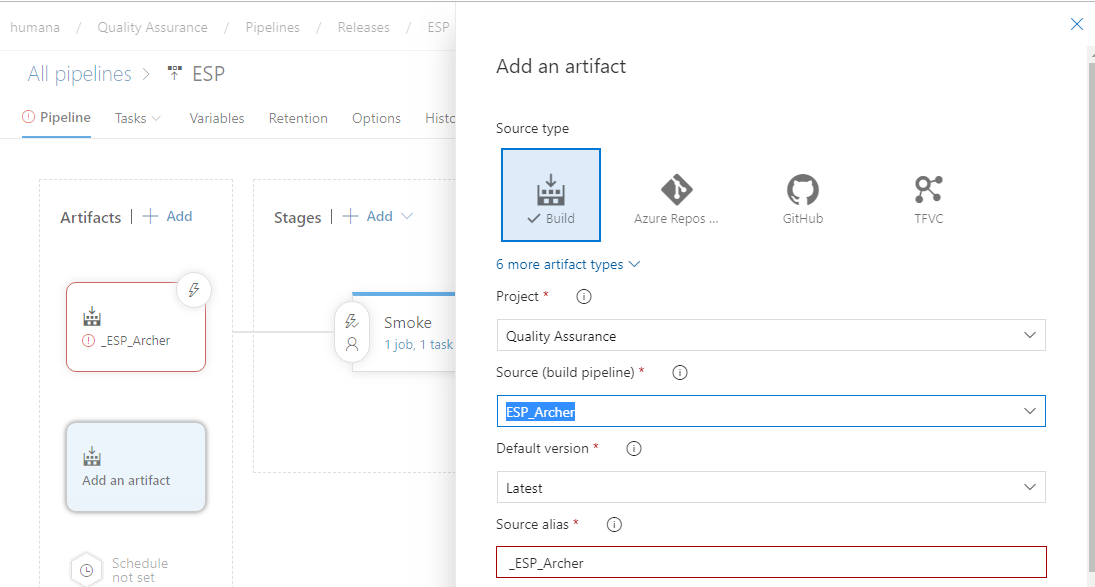 humana / Quality Assurance / Pipelines / Releases / ESP
All pipelines > ESP
Pipeline Tasks Variables Retention Options Histo
Artifacts | + Add
Stages | + Add
_ESP_Archer
Smoke
1 job, 1 task
Add an artifact
Schedule
not set
Add an artifact
Source type
Build
Azure Repos ...
GitHub
TFVC
6 more artifact types
Project *
Quality Assurance
Source (build pipeline) *
ESP_Archer
Default version *
Latest
Source alias *
_ESP_Archer